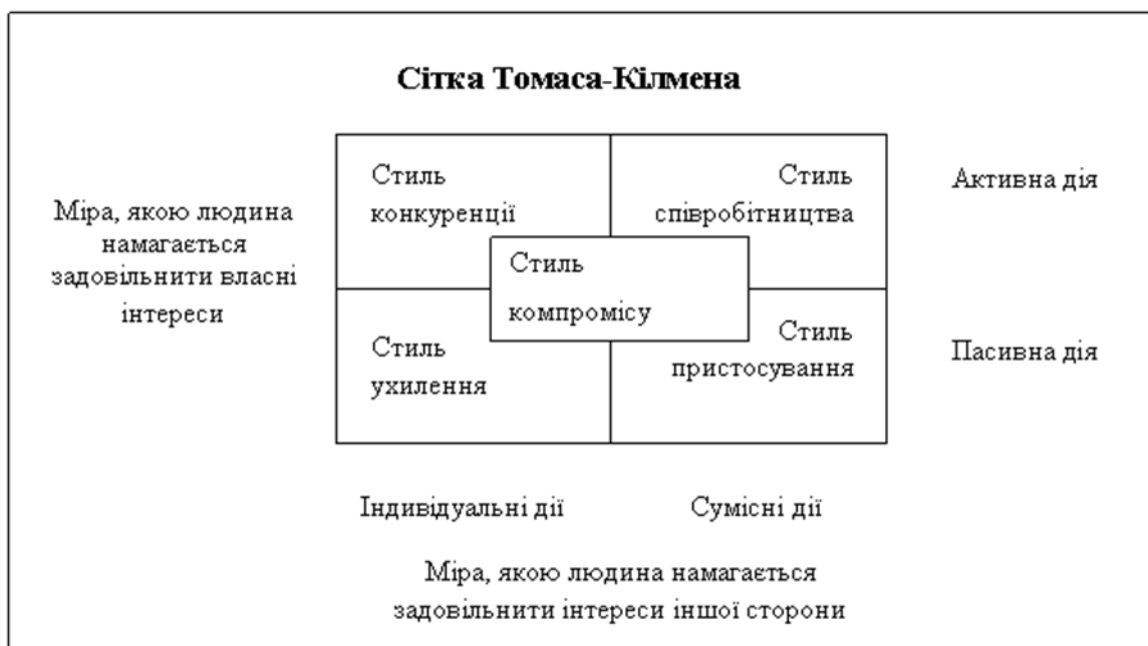 Сітка Томаса-Кілмена
Міра, якою людина
намагається
задовільнити власні
інтереси
Стиль
конкуренції
Стиль
співробітництва
Активна дія
Стиль
компромісу
Стиль
ухилення
Стиль
пристосування
Пасивна дія
Індивідуальні дії
Сумісні дії
Міра, якою людина намагається
задовільнити інтереси іншої сторони